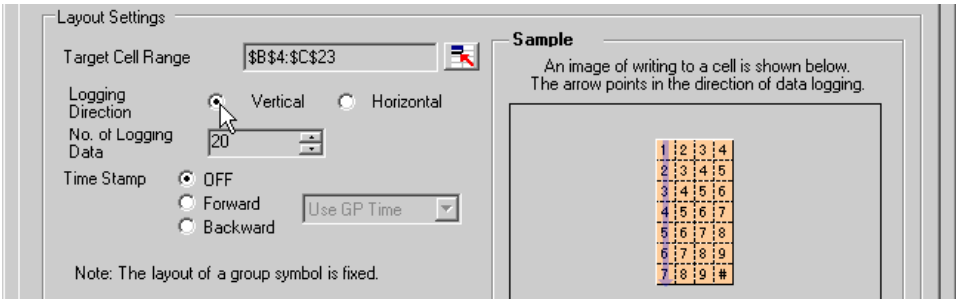 Layout Settings
Target Cell Range
$B$4:$C$23
Logging
Direction
Vertical
Horizontal
No. of Logging
Data
20
Time Stamp
OFF
Forward
Backward
Use GP Time
Note: The layout of a group symbol is fixed.
Sample
An image of writing to a cell is shown below.
The arrow points in the direction of data logging.
1 2 3 4
2 3 4 5
3 4 5 6
4 5 6 7
5 6 7 8
6 7 8 9
7 8 9 #